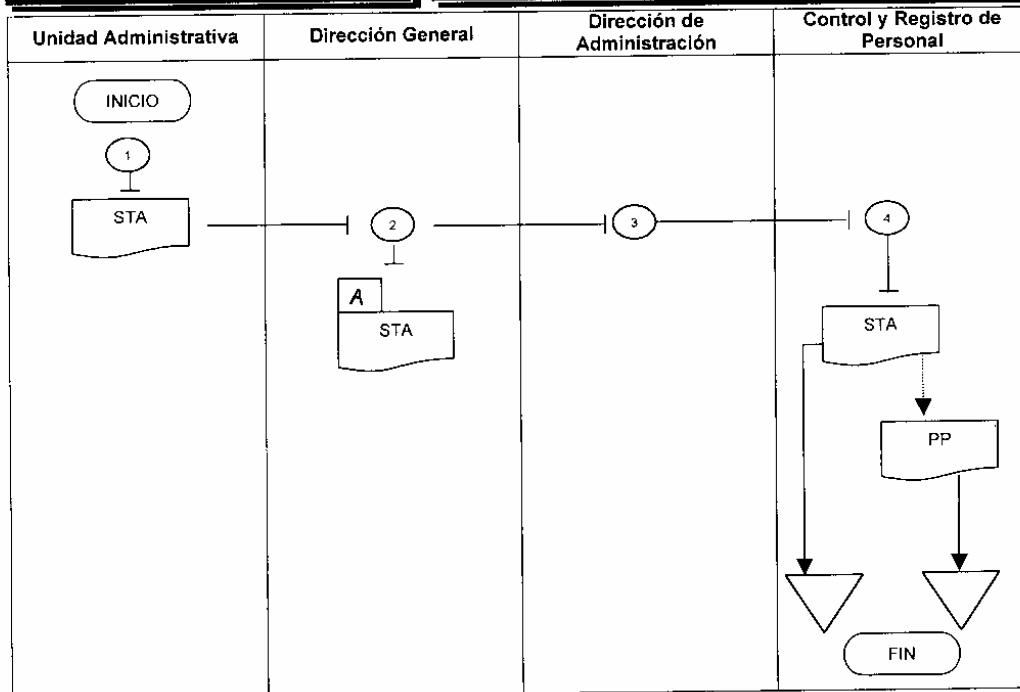 Unidad Administrativa
Dirección General
Dirección de
Administración
Control y Registro de
Personal
INICIO
1
STA
2
3
4
A
STA
STA
PP
FIN